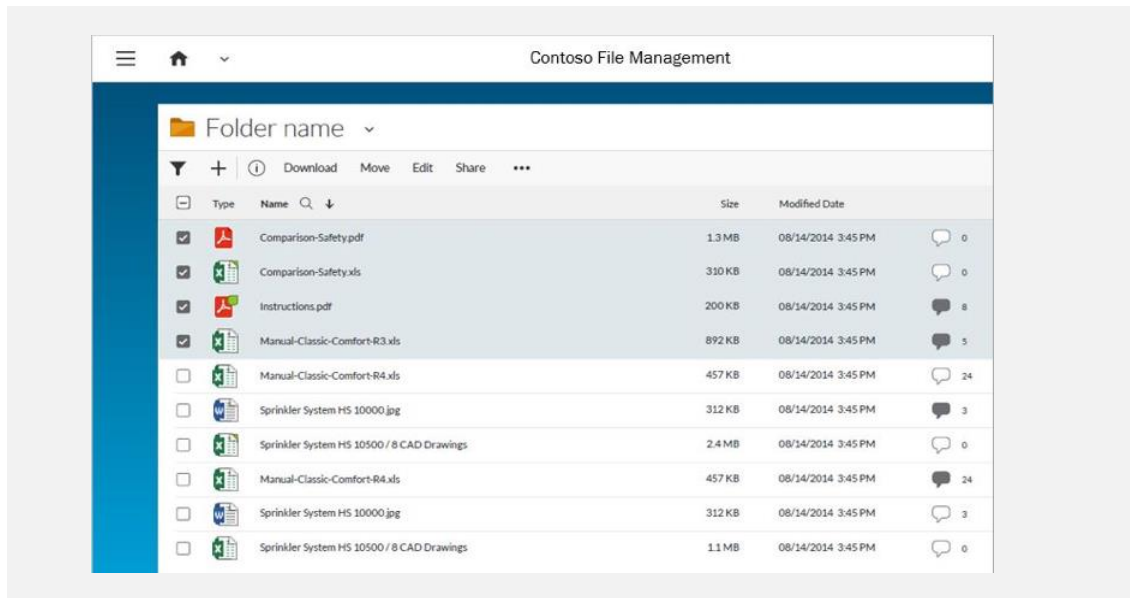 Contoso File Management
Folder name
Download Move Edit Share •••
Type Name Size Modified Date
Comparison-Safety.pdf 1.3 MB 08/14/2014 3:45 PM 0
Comparison-Safety.xls 310 KB 08/14/2014 3:45 PM 0
Instructions.pdf 200 KB 08/14/2014 3:45 PM 8
Manual-Classic-Comfort-R3.xls 892 KB 08/14/2014 3:45 PM 5
Manual-Classic-Comfort-R4.xls 457 KB 08/14/2014 3:45 PM 24
Sprinkler System HS 10000.jpg 312 KB 08/14/2014 3:45 PM 3
Sprinkler System HS 10500 / 8 CAD Drawings 2.4 MB 08/14/2014 3:45 PM 0
Manual-Classic-Comfort-R4.xls 457 KB 08/14/2014 3:45 PM 24
Sprinkler System HS 10000.jpg 312 KB 08/14/2014 3:45 PM 3
Sprinkler System HS 10500 / 8 CAD Drawings 1.1 MB 08/14/2014 3:45 PM 0